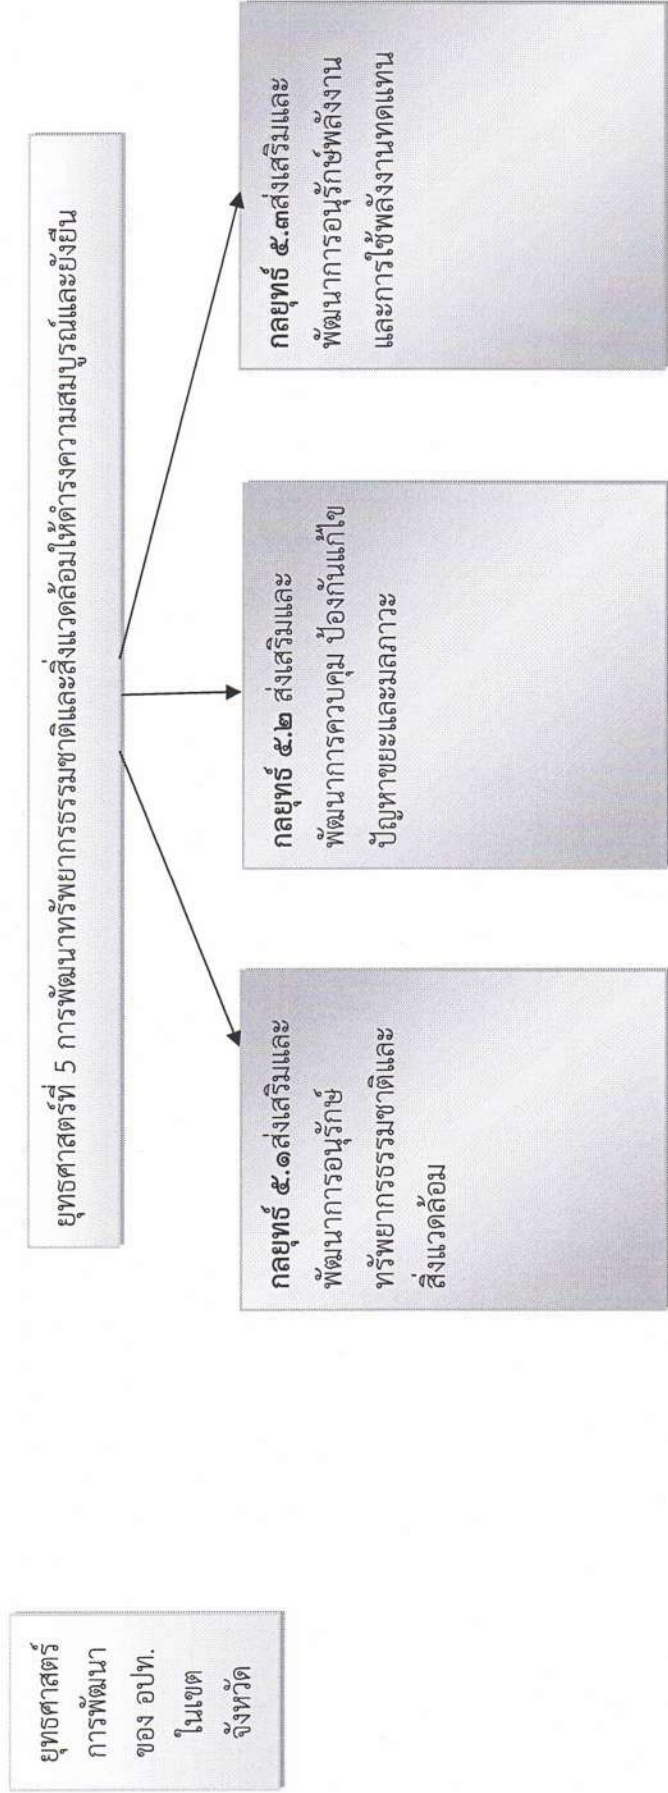 ยุทธศาสตร์
การพัฒนา
ของ อปท.
ในเขต
จังหวัด
ยุทธศาสตร์ที่ 5 การพัฒนาทรัพยากรธรรมชาติและสิ่งแวดล้อมให้ดำรงความสมบูรณ์และยังยืน
กลยุทธ์ ๕.๑ส่งเสริมและ
พัฒนาการอนุรักษ์
ทรัพยากรธรรมชาติและ
สิ่งแวดล้อม
กลยุทธ์ ๕.๒ ส่งเสริมและ
พัฒนาการควบคุม ป้องกันแก้ไข
ปัญหาขยะและมลภาวะ
กลยุทธ์ ๕.๓ส่งเสริมและ
พัฒนาการอนุรักษ์พลังงาน
และการใช้พลังงานทดแทน